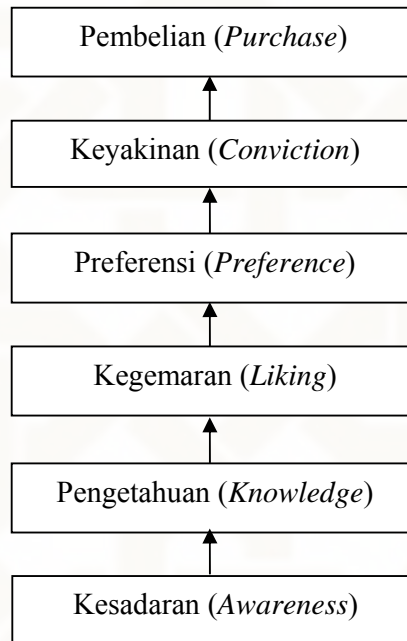 Pembelian (Purchase)
Keyakinan (Conviction)
Preferensi (Preference)
Kegemaran (Liking)
Pengetahuan (Knowledge)
Kesadaran (Awareness)